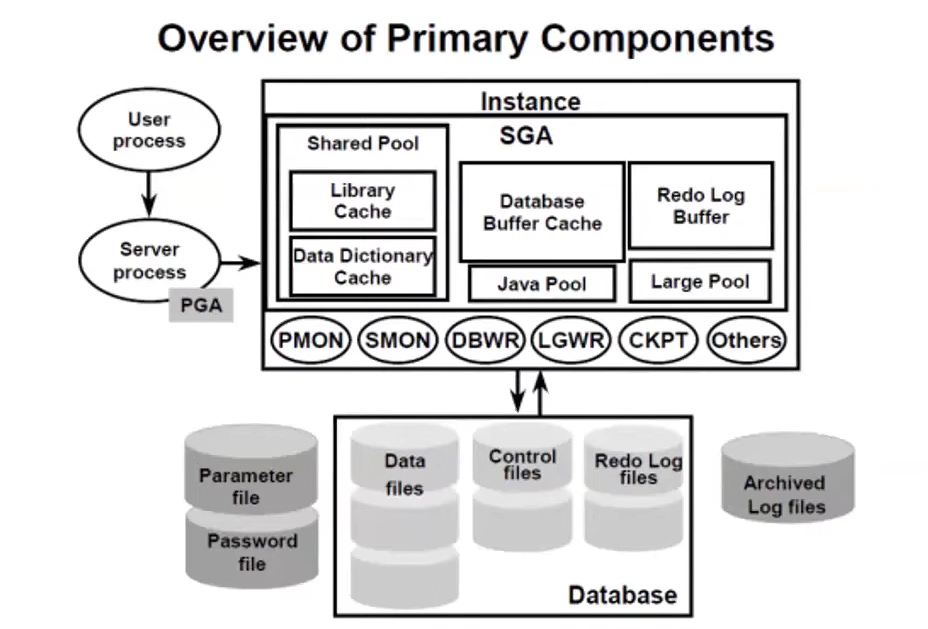 Overview of Primary Components
User
process
Server
process
PGA
Instance
SGA
Shared Pool
Library
Cache
Data Dictionary
Cache
Database
Buffer Cache
Redo Log
Buffer
Java Pool
Large Pool
PMON
SMON
DBWR
LGWR
CKPT
Others
Parameter
file
Password
file
Data
files
Control
files
Redo Log
files
Database
Archived
Log files